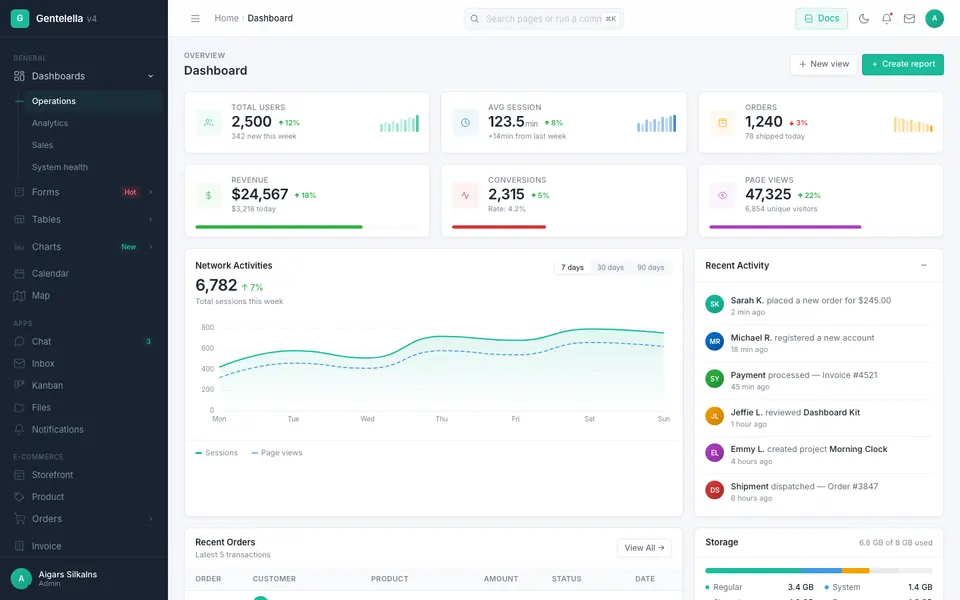 G Gentelella v4
GENERAL
Dashboards
Operations
Analytics
Sales
System health
Forms Hot
Tables
Charts New
Calendar
Map
APPS
Chat 3
Inbox
Kanban
Files
Notifications
E-COMMERCE
Storefront
Product
Orders
Invoice
A Aigars Silkalns
Admin
Home › Dashboard
Search pages or run a comm ⌘K
Docs
A
OVERVIEW
Dashboard
+ New view
+ Create report
TOTAL USERS
2,500 12%
342 new this week
AVG SESSION
123.5min 8%
+14min from last week
ORDERS
1,240 3%
78 shipped today
REVENUE
$24,567 18%
$3,218 today
CONVERSIONS
2,315 5%
Rate: 4.2%
PAGE VIEWS
47,325 22%
6,854 unique visitors
Network Activities
7 days 30 days 90 days
6,782 ↑ 7%
Total sessions this week
800
600
400
200
0
Mon Tue Wed Thu Fri Sat Sun
Sessions Page views
Recent Activity
SK Sarah K. placed a new order for $245.00
2 min ago
MR Michael R. registered a new account
18 min ago
SY Payment processed — Invoice #4521
45 min ago
JL Jeffie L. reviewed Dashboard Kit
1 hour ago
EL Emmy L. created project Morning Clock
4 hours ago
DS Shipment dispatched — Order #3847
6 hours ago
Recent Orders
Latest 5 transactions
View All →
ORDER CUSTOMER PRODUCT AMOUNT STATUS DATE
Storage
6.8 GB of 8 GB used
Regular 3.4 GB System 1.4 GB